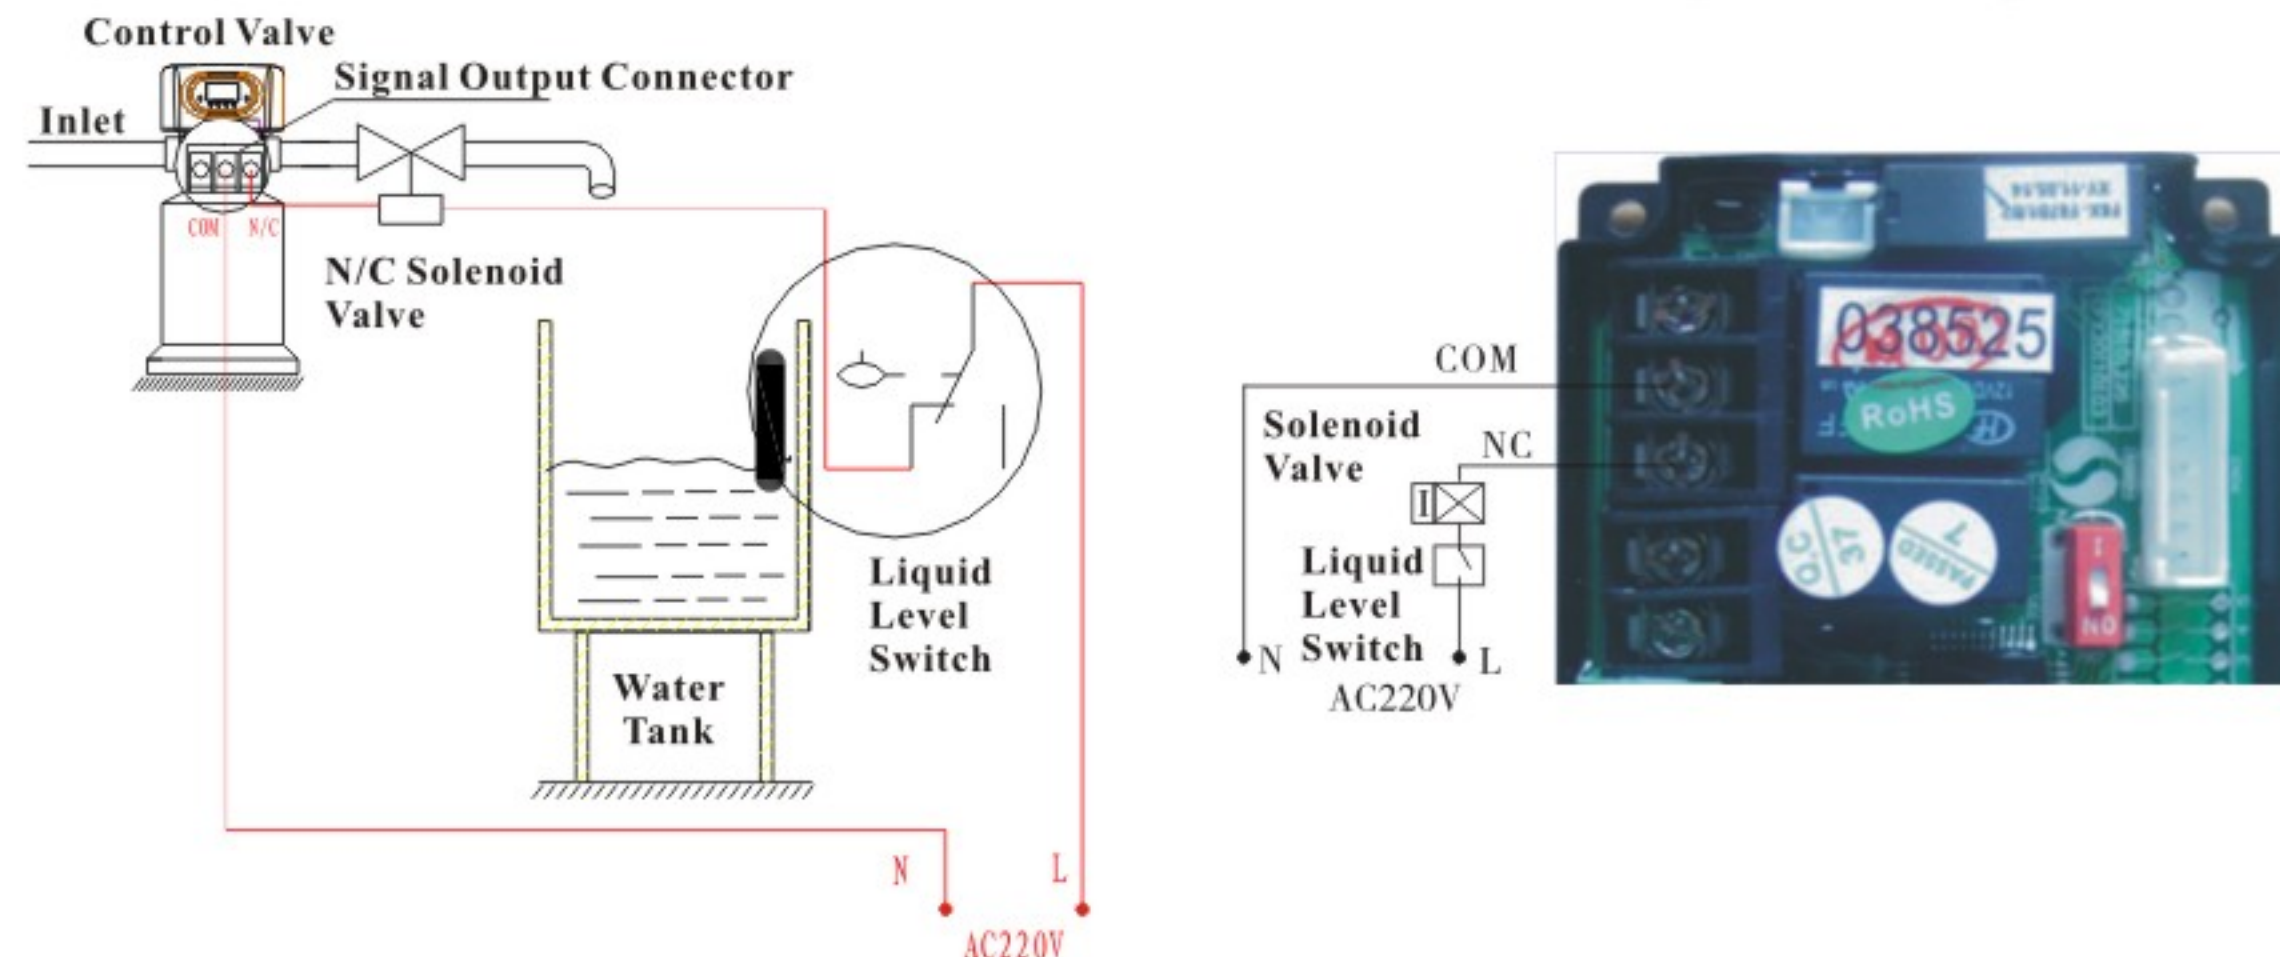 Control Valve
Signal Output Connector
Inlet
COM
N/C
N/C Solenoid
Valve
Liquid
Level
Switch
Water
Tank
N
L
AC220V
COM
Solenoid
Valve
NC
I
Liquid
Level
Switch
N
L
AC220V
038525
RoHS
Q.C
37
PASSED
7
NO